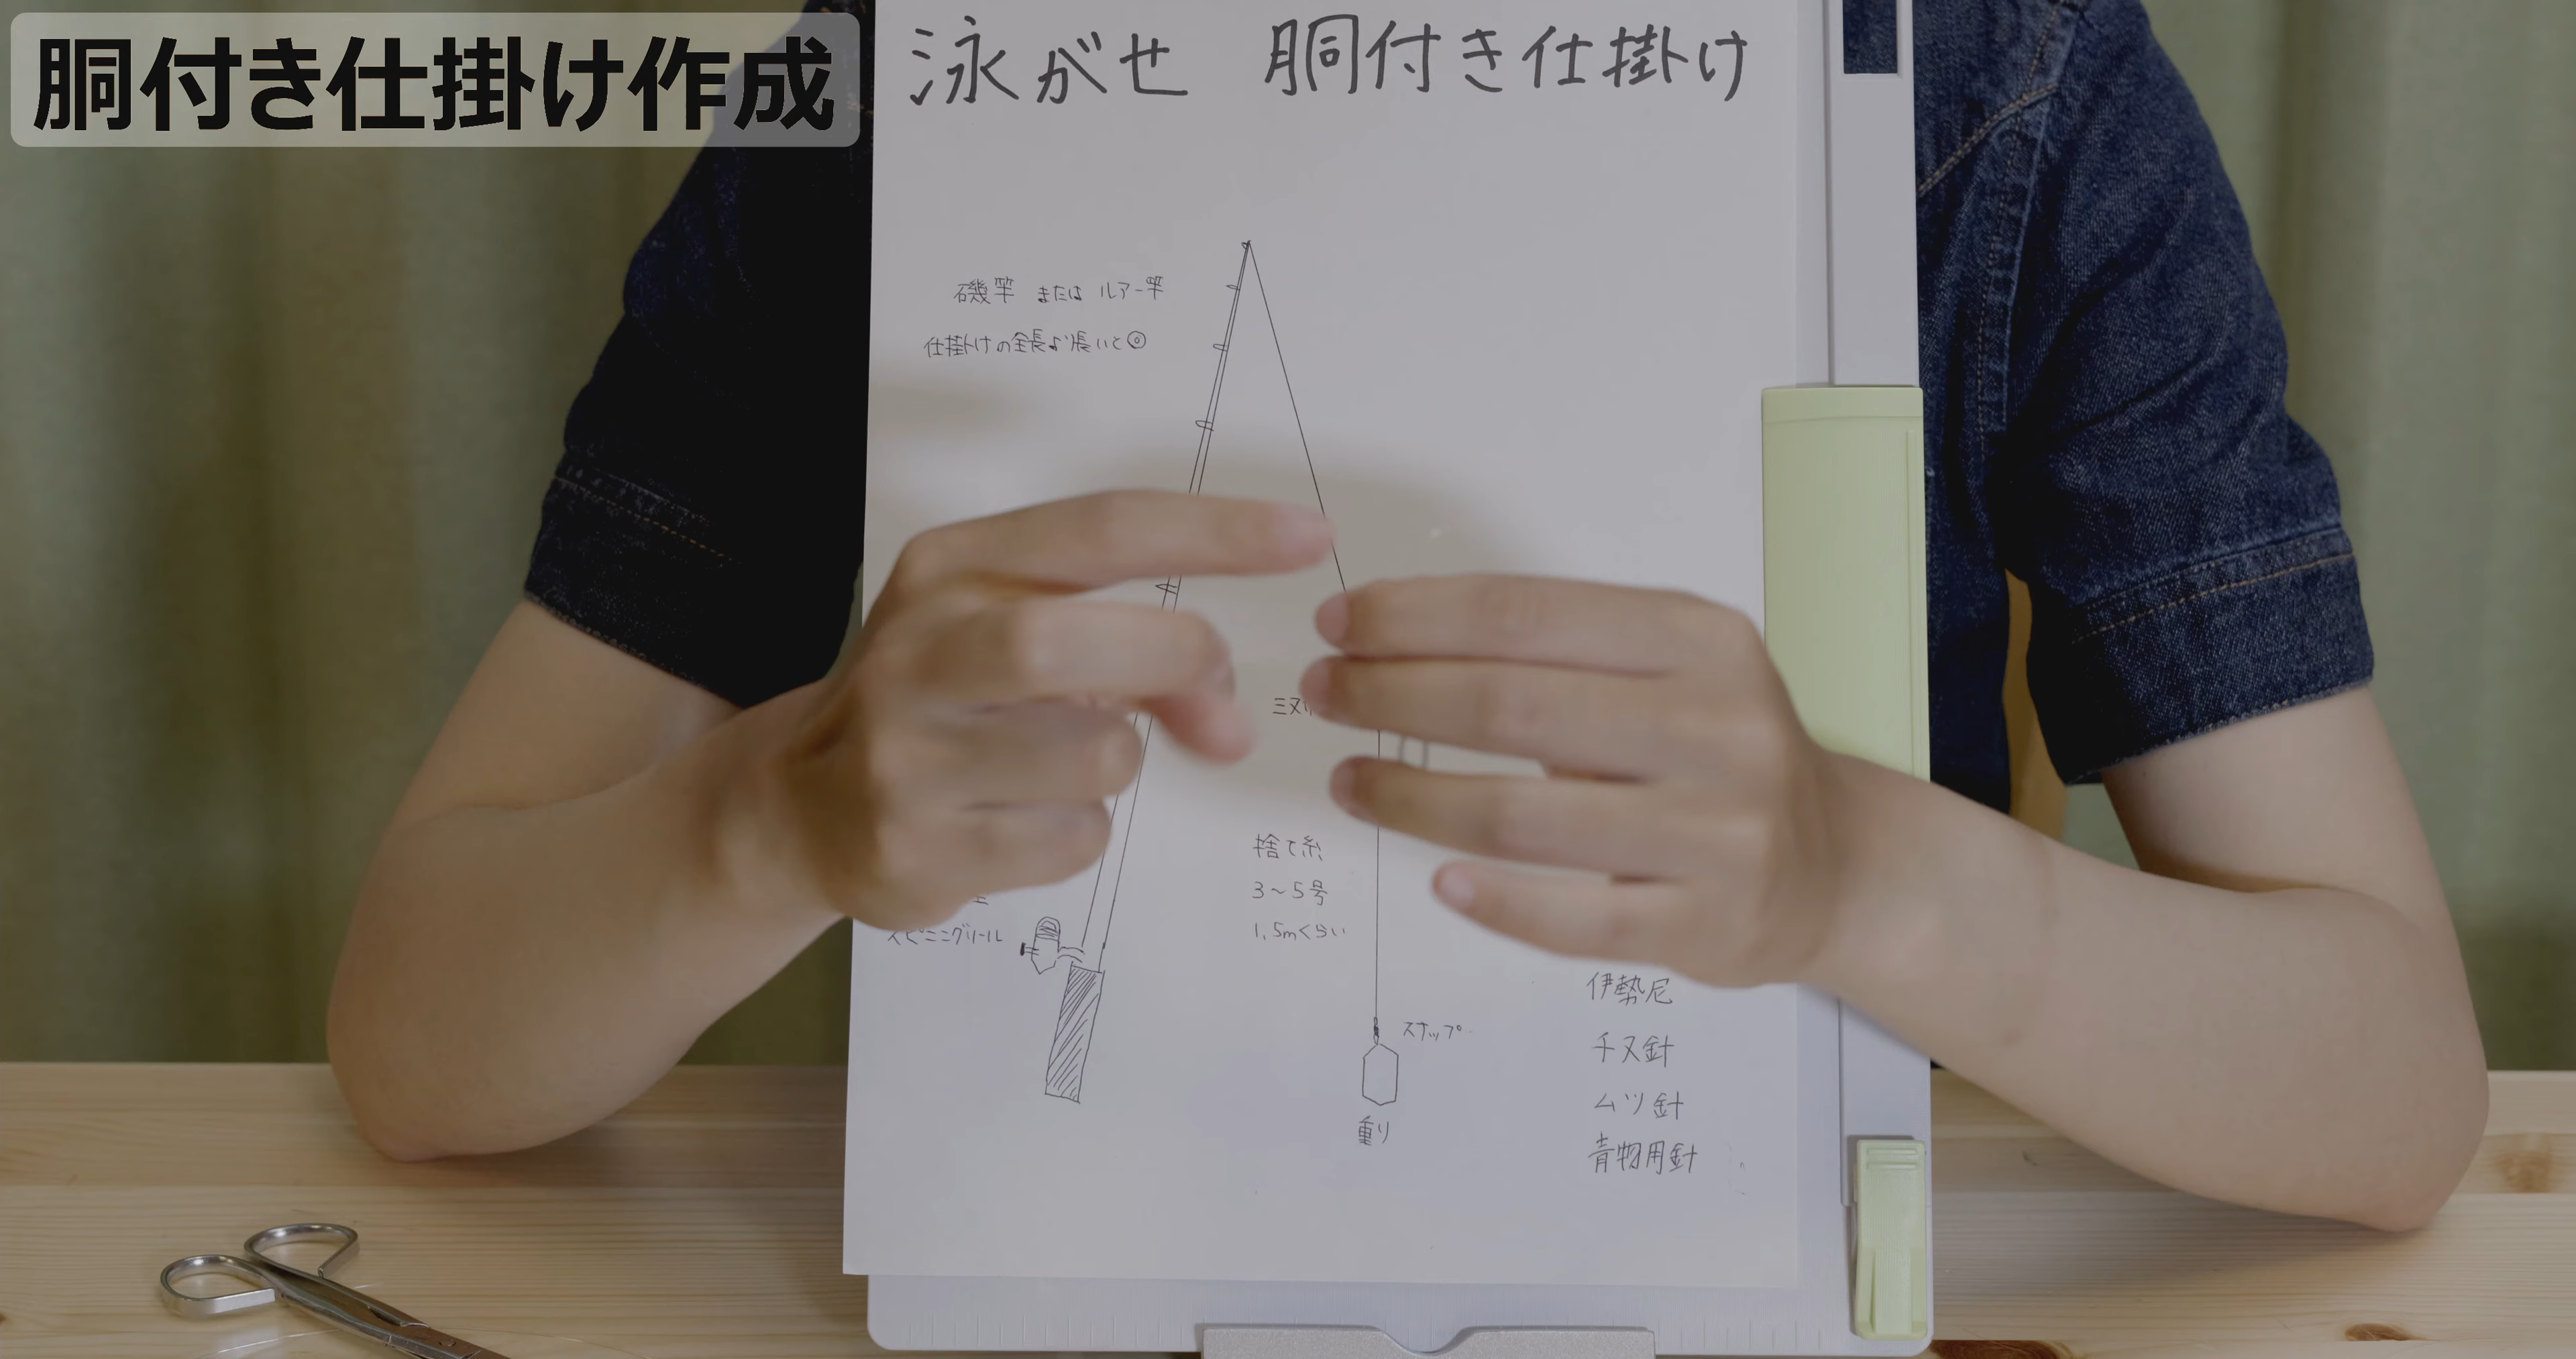 胴付き仕掛け作成
泳がせ 胴付き仕掛け
磯竿 または ルアー竿
仕掛けの全長が長いと◎
三又
捨て糸
3〜5号
1.5mくらい
スピニングリール
スナップ
重り
伊勢尼
チヌ針
ムツ針
青物用針